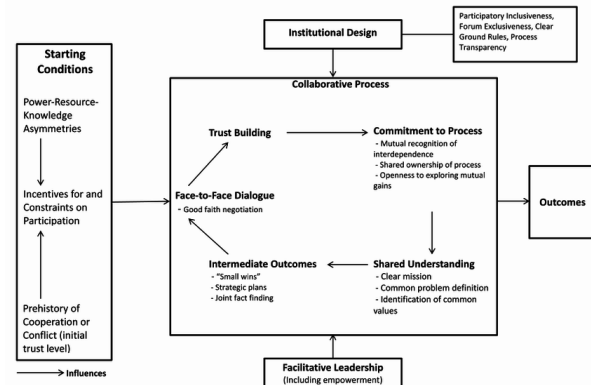 Participatory Inclusiveness,
Forum Exclusiveness, Clear
Ground Rules, Process
Transparency
Institutional Design
Starting
Conditions
Power-Resource-
Knowledge
Asymmetries
Incentives for and
Constraints on
Participation
Prehistory of
Cooperation or
Conflict (initial
trust level)
Influences
Collaborative Process
Trust Building
Commitment to Process
- Mutual recognition of
interdependence
- Shared ownership of process
- Openness to exploring mutual
gains
Face-to-Face Dialogue
- Good faith negotiation
Intermediate Outcomes
- "Small wins"
- Strategic plans
- Joint fact finding
Shared Understanding
- Clear mission
- Common problem definition
- Identification of common
values
Outcomes
Facilitative Leadership
(Including empowerment)